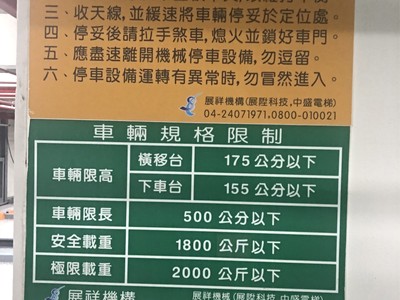 三、收天線,並緩速將車輛停妥於定位處。
四、停妥後請拉手煞車,熄火並鎖好車門。
五、應盡速離開機械停車設備,勿逗留。
六、停車設備運轉有異常時,勿冒然進入。
展祥機構(展陞科技,中盛電梯)
04-24071971.0800-010021
車輛規格限制
車輛限高 橫移台 175 公分以下
下車台 155 公分以下
車輛限長 500 公分以下
安全載重 1800 公斤以下
極限載重 2000 公斤以下
展祥機構 展祥機械(展陞科技,中盛電梯)